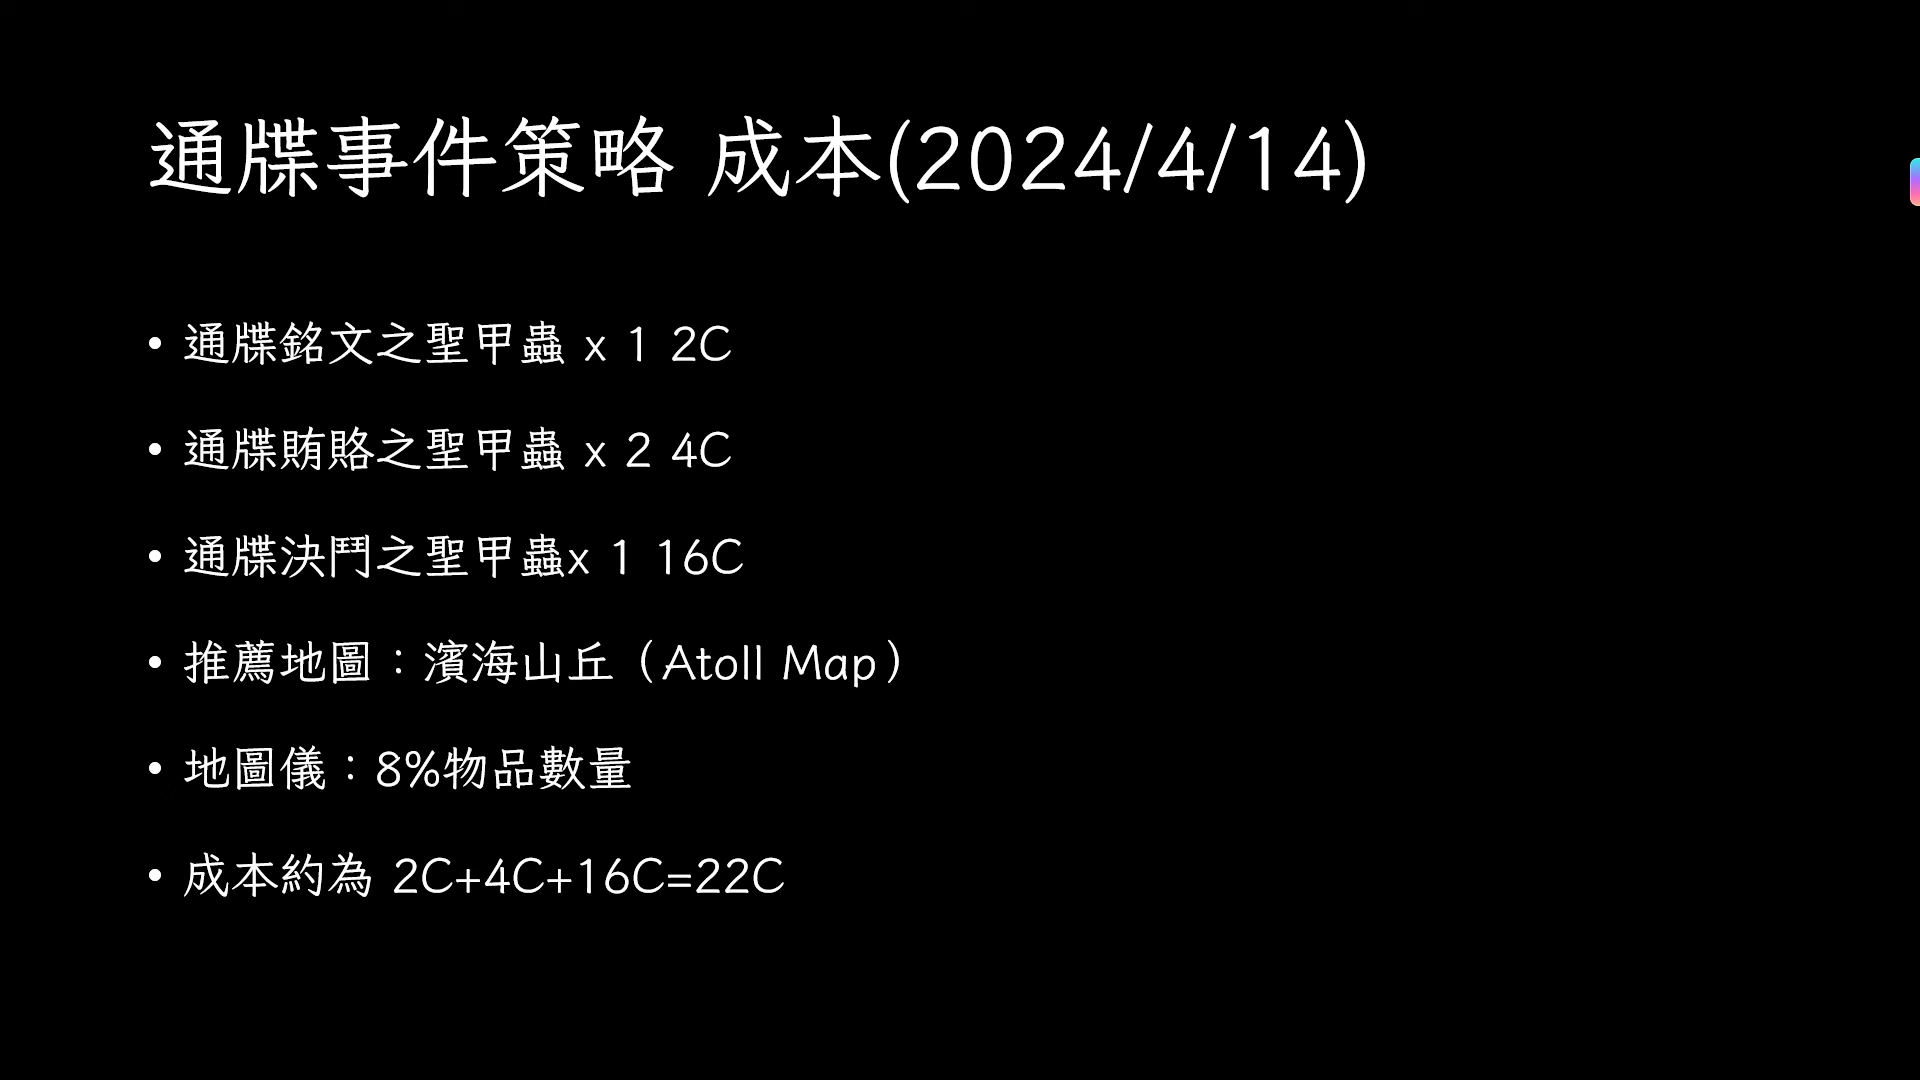 通牒事件策略 成本(2024/4/14)
• 通牒銘文之聖甲蟲 x 1 2C
• 通牒賄賂之聖甲蟲 x 2 4C
• 通牒決鬥之聖甲蟲x 1 16C
• 推薦地圖：濱海山丘（Atoll Map）
• 地圖儀：8%物品數量
• 成本約為 2C+4C+16C=22C